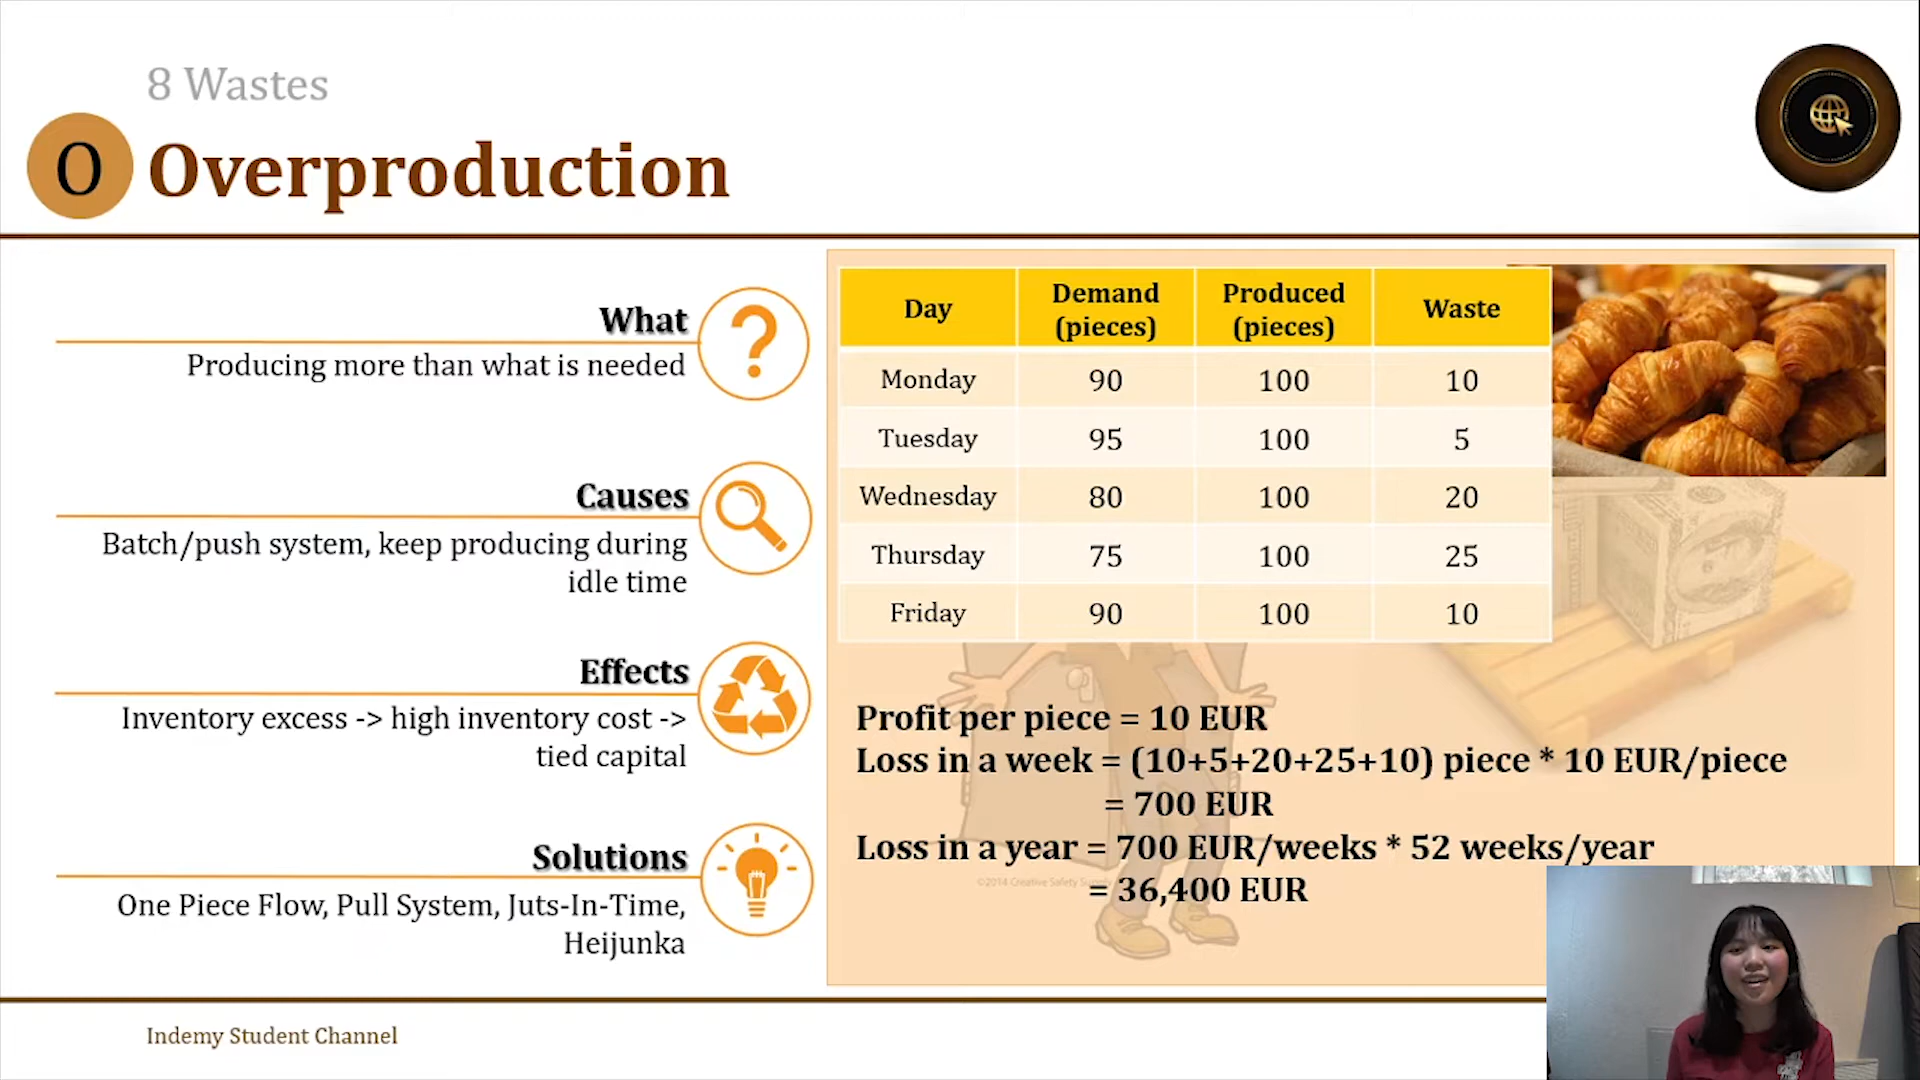 8 Wastes
O Overproduction
What
Producing more than what is needed
Causes
Batch/push system, keep producing during
idle time
Effects
Inventory excess -> high inventory cost ->
tied capital
Solutions
One Piece Flow, Pull System, Juts-In-Time,
Heijunka
Day Demand (pieces) Produced (pieces) Waste
Monday 90 100 10
Tuesday 95 100 5
Wednesday 80 100 20
Thursday 75 100 25
Friday 90 100 10
Profit per piece = 10 EUR
Loss in a week = (10+5+20+25+10) piece * 10 EUR/piece
= 700 EUR
Loss in a year = 700 EUR/weeks * 52 weeks/year
©2014 Creative Safety
= 36,400 EUR
Indemy Student Channel